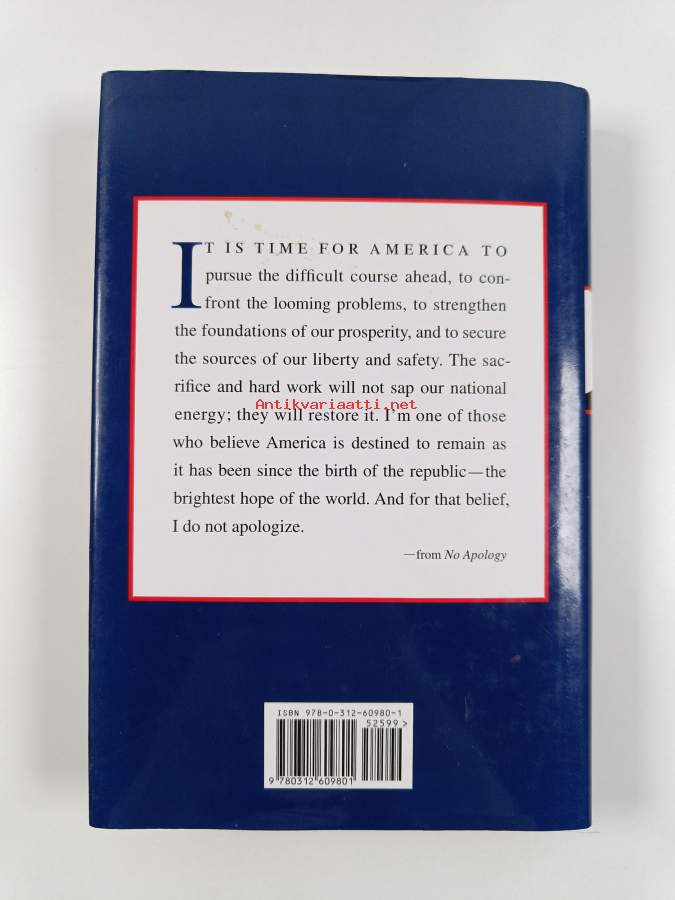 IT IS TIME FOR AMERICA TO
pursue the difficult course ahead, to con-
front the looming problems, to strengthen
the foundations of our prosperity, and to secure
the sources of our liberty and safety. The sac-
rifice and hard work will not sap our national
Antikvariaatti.net
energy; they will restore it. I'm one of those
who believe America is destined to remain as
it has been since the birth of the republic—the
brightest hope of the world. And for that belief,
I do not apologize.
—from No Apology
ISBN 978-0-312-60980-1
52599>
9 780312 609801